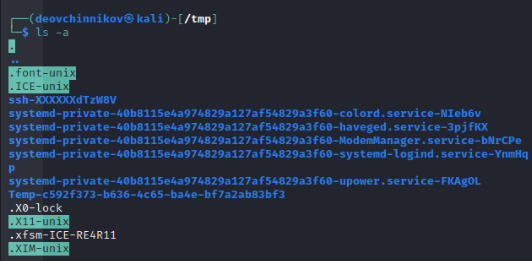 ┌──(deovchinnikov㉿kali)-[/tmp]
└─$ ls -a
.
..
.font-unix
.ICE-unix
ssh-XXXXXXdTzW8V
systemd-private-40b8115e4a974829a127af54829a3f60-colord.service-NIeb6v
systemd-private-40b8115e4a974829a127af54829a3f60-haveged.service-3pjfKX
systemd-private-40b8115e4a974829a127af54829a3f60-ModemManager.service-bNrCPe
systemd-private-40b8115e4a974829a127af54829a3f60-systemd-logind.service-YnmHq
p
systemd-private-40b8115e4a974829a127af54829a3f60-upower.service-FKAgOL
Temp-c592f373-b636-4c65-ba4e-bf7a2ab83bf3
.X0-lock
.X11-unix
.xfsm-ICE-RE4R11
.XIM-unix